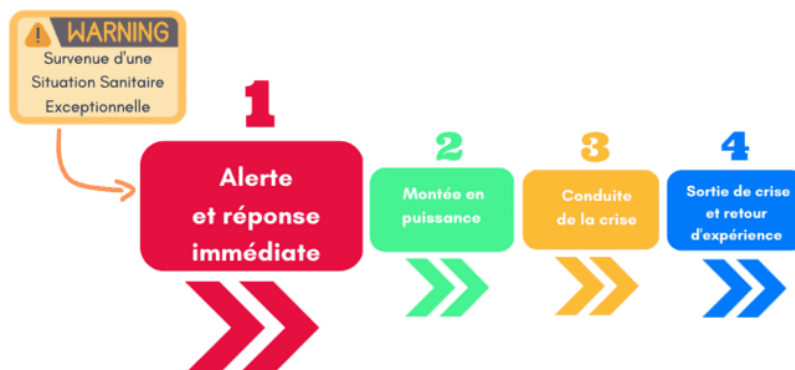 WARNING
Survenue d'une
Situation Sanitaire
Exceptionnelle
1
Alerte
et réponse
immédiate
2
Montée en
puissance
3
Conduite
de la crise
4
Sortie de crise
et retour
d'expérience